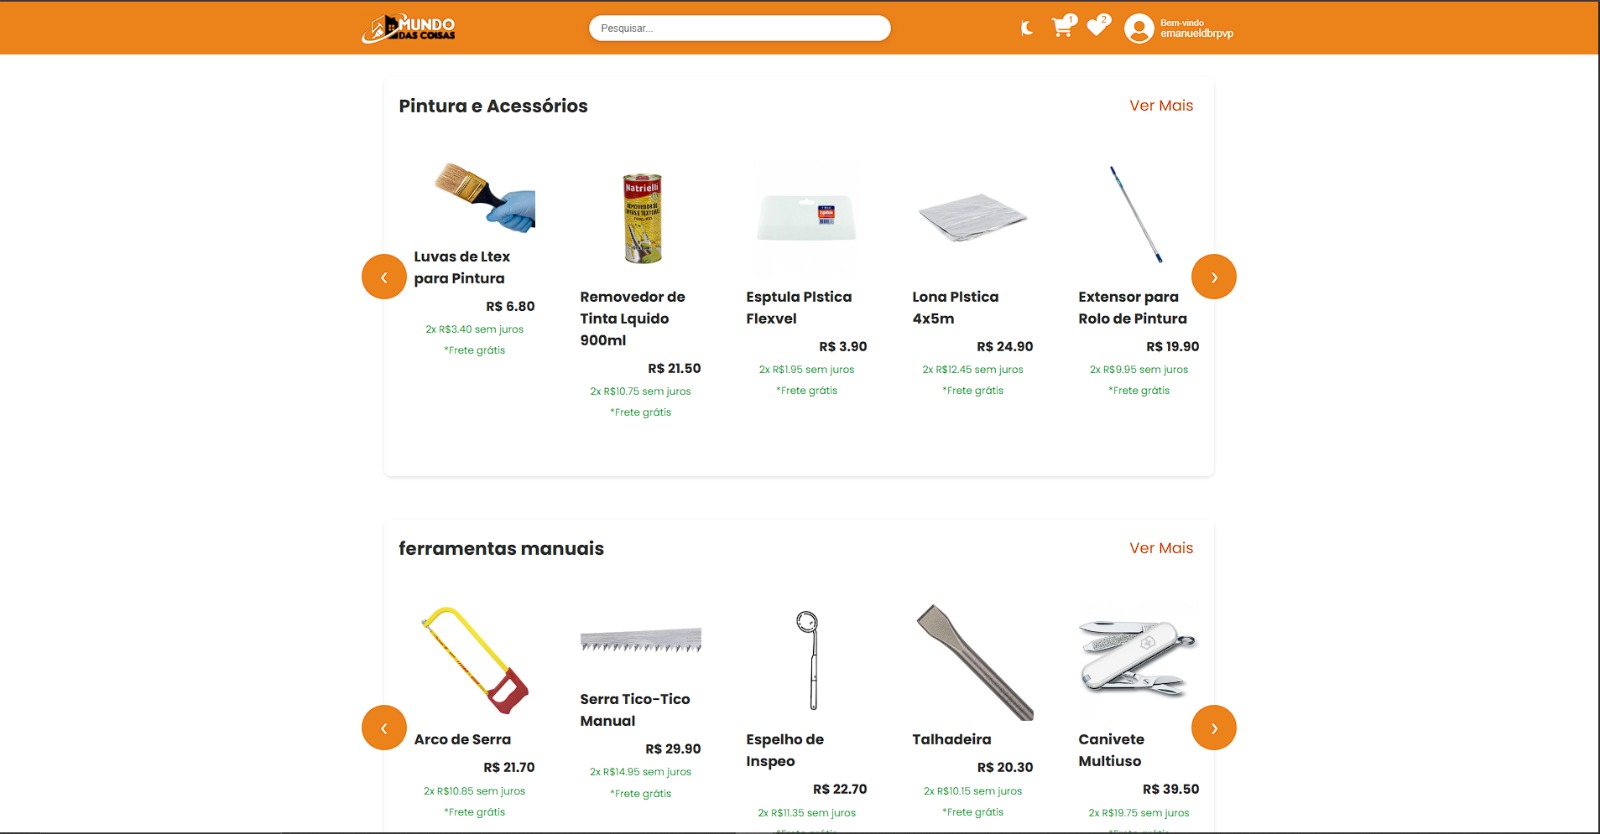 MUNDO
DAS COISAS
Pesquisar...
1
2
Bem-vindo
emanueldbrpvp
Pintura e Acessórios
Ver Mais
Natrielli
Luvas de Ltex
para Pintura
R$ 6.80
2x R$3.40 sem juros
*Frete grátis
Removedor de
Tinta Lquido
900ml
R$ 21.50
2x R$10.75 sem juros
*Frete grátis
Esptula Plstica
Flexvel
R$ 3.90
2x R$1.95 sem juros
*Frete grátis
Lona Plstica
4x5m
R$ 24.90
2x R$12.45 sem juros
*Frete grátis
Extensor para
Rolo de Pintura
R$ 19.90
2x R$9.95 sem juros
*Frete grátis
‹
›
ferramentas manuais
Ver Mais
Arco de Serra
R$ 21.70
2x R$10.85 sem juros
*Frete grátis
Serra Tico-Tico
Manual
R$ 29.90
2x R$14.95 sem juros
*Frete grátis
Espelho de
Inspeo
R$ 22.70
2x R$11.35 sem juros
*Frete grátis
Talhadeira
R$ 20.30
2x R$10.15 sem juros
*Frete grátis
Canivete
Multiuso
R$ 39.50
2x R$19.75 sem juros
*Frete grátis
‹
›